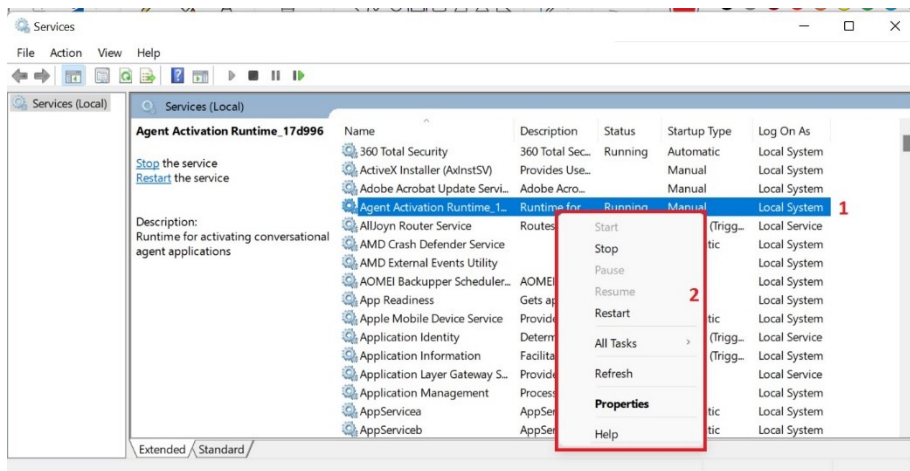 Services
File Action View Help
Services (Local)
Services (Local)
Agent Activation Runtime_17d996
Stop the service
Restart the service
Description:
Runtime for activating conversational
agent applications
Name Description Status Startup Type Log On As
360 Total Security 360 Total Sec... Running Automatic Local System
ActiveX Installer (AxInstSV) Provides Use... Manual Local System
Adobe Acrobat Update Servi... Adobe Acro... Manual Local System
Agent Activation Runtime_1... Runtime for Running Manual Local System 1
AllJoyn Router Service Routes (Trigg... Local Service
AMD Crash Defender Service tic Local System
AMD External Events Utility Local System
AOMEI Backupper Scheduler... AOMEI Local System
App Readiness Gets ap Local System
Apple Mobile Device Service Provide tic Local System
Application Identity Determ (Trigg... Local Service
Application Information Facilita (Trigg... Local System
Application Layer Gateway S... Provide Local Service
Application Management Process Local System
AppServicea AppSer tic Local System
AppServiceb AppSer tic Local System
Start
Stop
Pause
Resume
2
Restart
All Tasks
Refresh
Properties
Help
Extended Standard